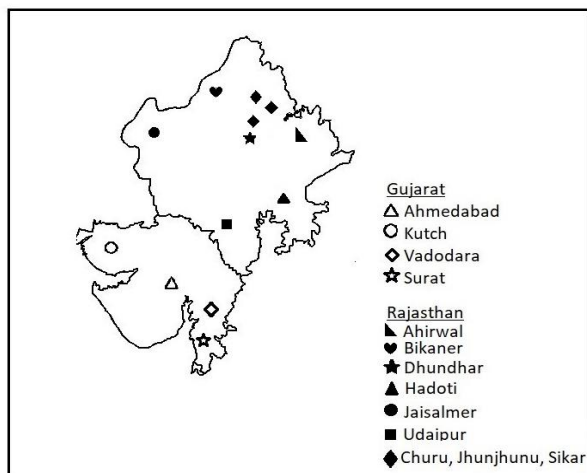 Gujarat
Ahmedabad
Kutch
Vadodara
Surat
Rajasthan
Ahirwal
Bikaner
Dhundhar
Hadoti
Jaisalmer
Udaipur
Churu, Jhunjhunu, Sikar